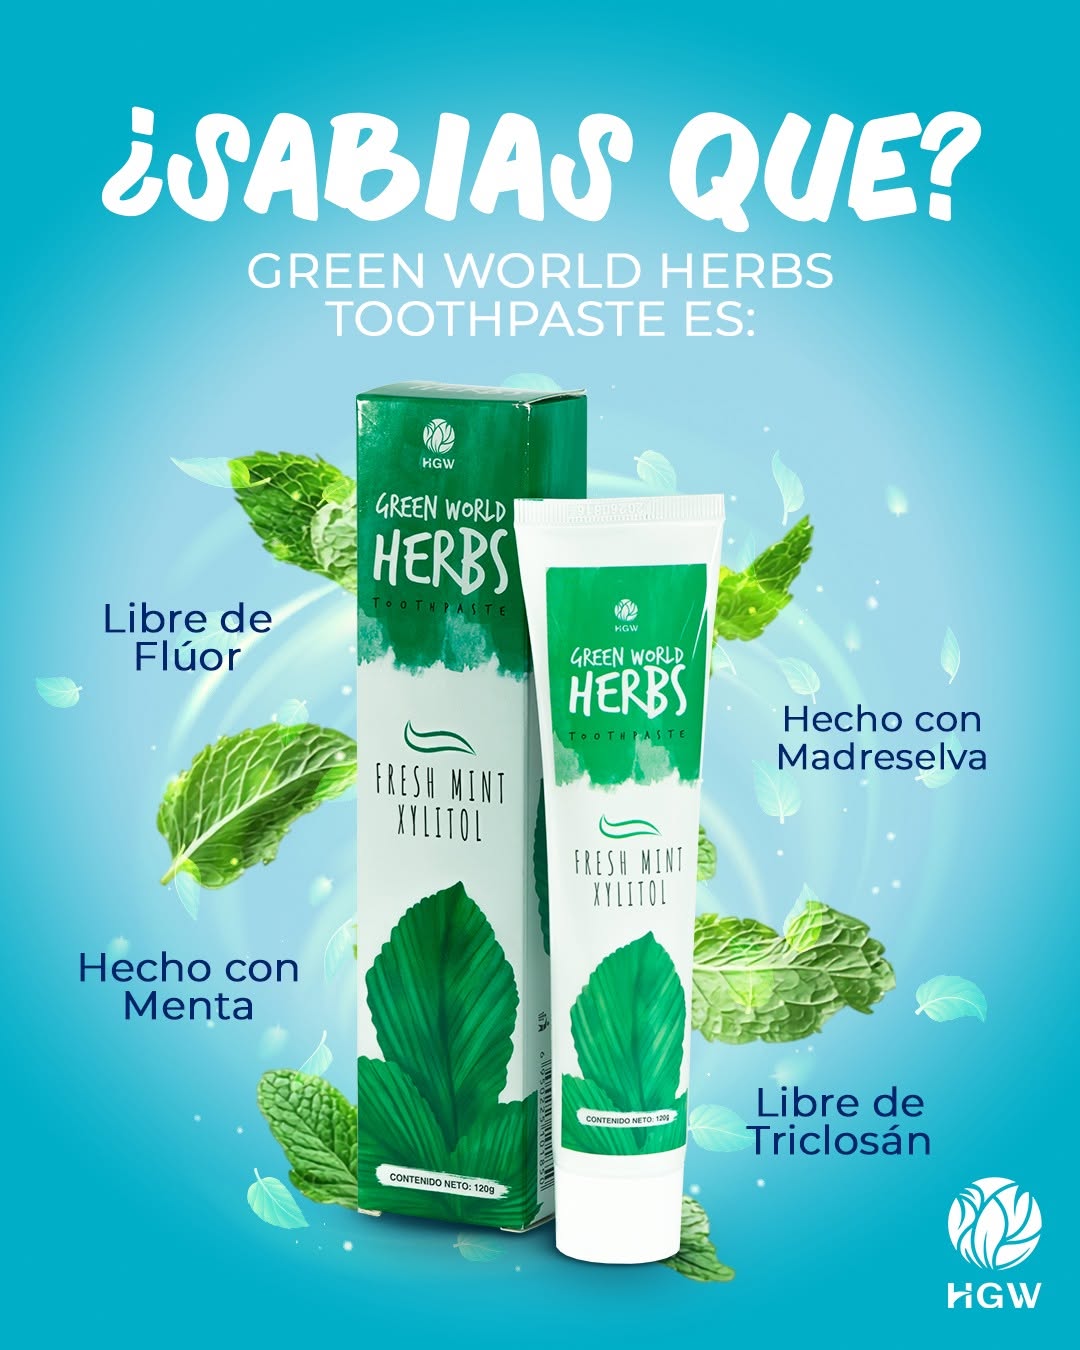 ¿SABIAS QUE?
GREEN WORLD HERBS
TOOTHPASTE ES:
HGW
GREEN WORLD
HERBS
TOOTHPASTE
FRESH MINT
XYLITOL
CONTENIDO NETO: 120g
HGW
GREEN WORLD
HERBS
TOOTHPASTE
FRESH MINT
XYLITOL
CONTENIDO NETO: 120g
Libre de
Flúor
Hecho con
Madreselva
Hecho con
Menta
Libre de
Triclosán
HGW